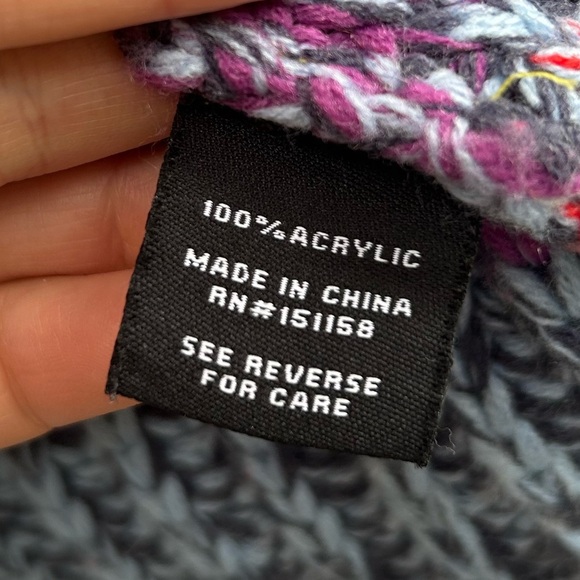 100% ACRYLIC
MADE IN CHINA
RN#151158
SEE REVERSE
FOR CARE